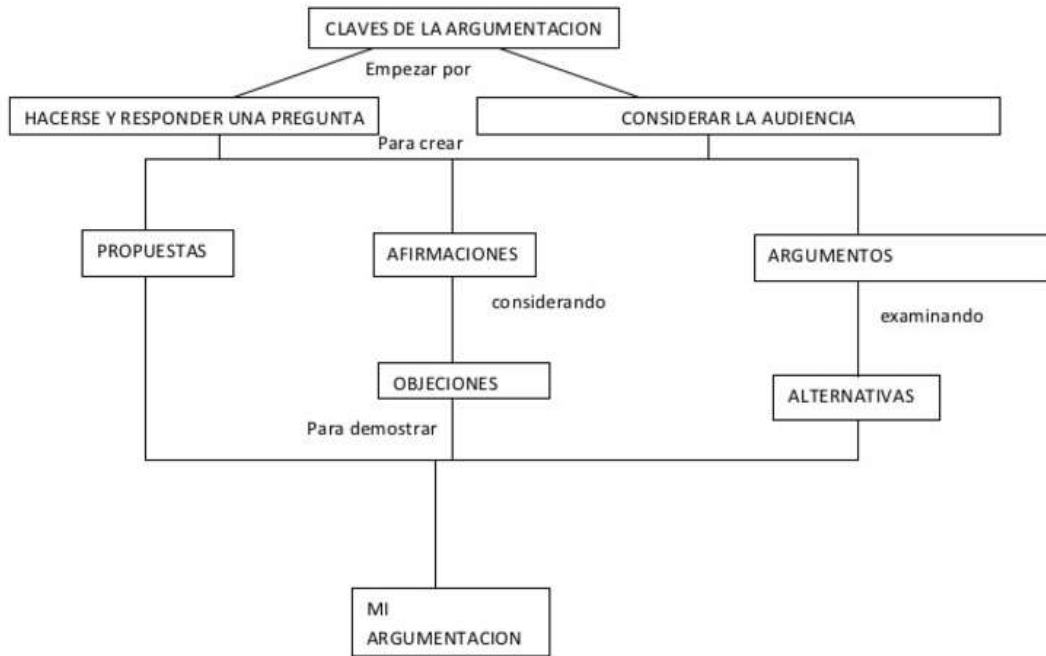 CLAVES DE LA ARGUMENTACION
Empezar por
HACERSE Y RESPONDER UNA PREGUNTA
CONSIDERAR LA AUDIENCIA
Para crear
PROPUESTAS
AFIRMACIONES
ARGUMENTOS
considerando
examinando
OBJECIONES
ALTERNATIVAS
Para demostrar
MI
ARGUMENTACION